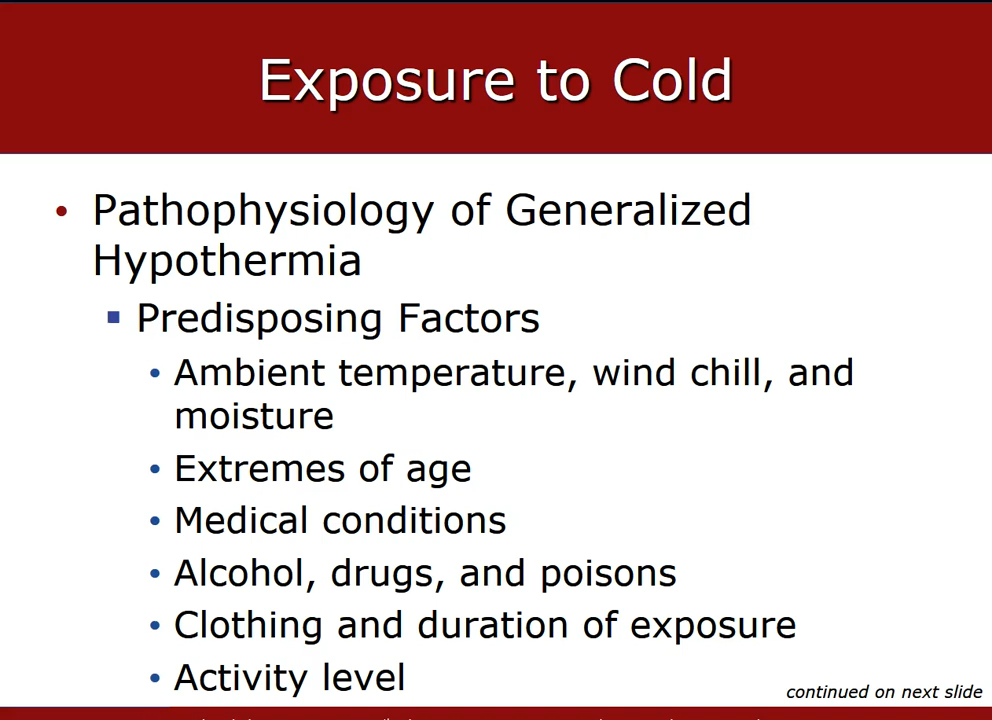 Exposure to Cold
• Pathophysiology of Generalized
Hypothermia
▪ Predisposing Factors
• Ambient temperature, wind chill, and
moisture
• Extremes of age
• Medical conditions
• Alcohol, drugs, and poisons
• Clothing and duration of exposure
• Activity level
continued on next slide